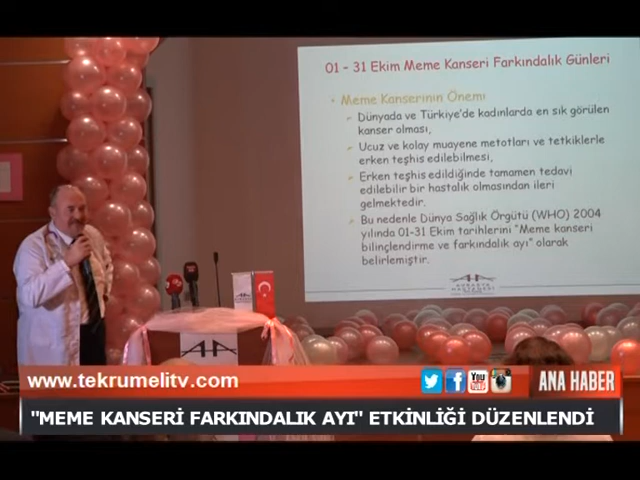 01 – 31 Ekim Meme Kanseri Farkındalık Günleri
Meme Kanserinin Önemi
Dünyada ve Türkiye'de kadınlarda en sık görülen
kanser olması,
Ucuz ve kolay muayene metotları ve tetkiklerle
erken teşhis edilebilmesi,
Erken teşhis edildiğinde tamamen tedavi
edilebilir bir hastalık olmasından ileri
gelmektedir.
Bu nedenle Dünya Sağlık Örgütü (WHO) 2004
yılında 01-31 Ekim tarihlerini "Meme kanseri
bilinçlendirme ve farkındalık ayı" olarak
belirlemiştir.
www.tekrumelitv.com
You
Tube
ANA HABER
"MEME KANSERİ FARKINDALIK AYI" ETKİNLİĞİ DÜZENLENDİ